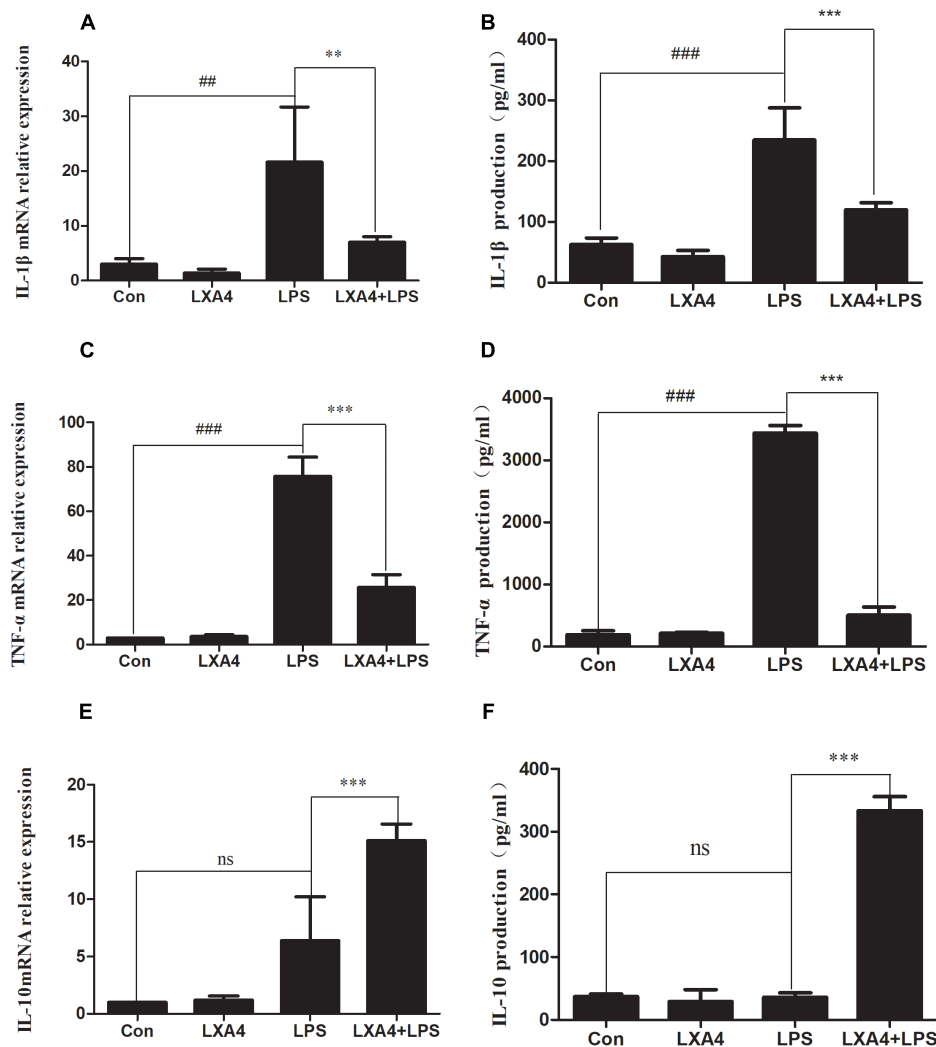 A
IL-1β mRNA relative expression
40
30
20
10
0
##
**
Con LXA4 LPS LXA4+LPS
B
IL-1β production（pg/ml）
400
300
200
100
0
###
***
Con LXA4 LPS LXA4+LPS
C
TNF-α mRNA relative expression
100
80
60
40
20
0
###
***
Con LXA4 LPS LXA4+LPS
D
TNF-α production（pg/ml）
4000
3000
2000
1000
0
###
***
Con LXA4 LPS LXA4+LPS
E
IL-10mRNA relative expression
20
15
10
5
0
ns
***
Con LXA4 LPS LXA4+LPS
F
IL-10 production（pg/ml）
400
300
200
100
0
ns
***
Con LXA4 LPS LXA4+LPS